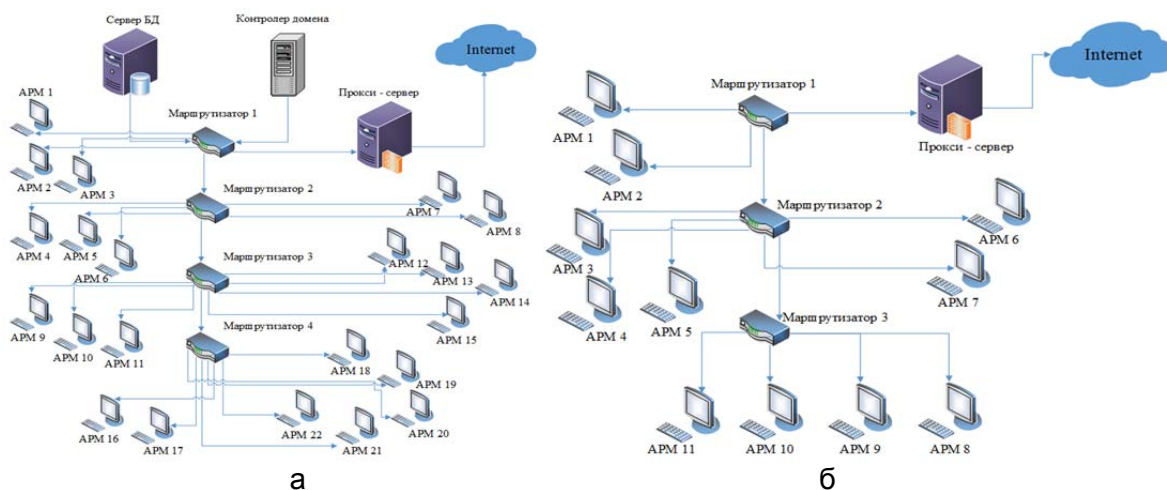 Сервер БД
Контролер домена
Internet
АРМ 1
Маршрутизатор 1
Прокси - сервер
АРМ 2
АРМ 3
Маршрутизатор 2
АРМ 7
АРМ 8
АРМ 4
АРМ 5
АРМ 6
Маршрутизатор 3
АРМ 12
АРМ 13
АРМ 14
АРМ 9
АРМ 10
АРМ 11
АРМ 15
Маршрутизатор 4
АРМ 18
АРМ 19
АРМ 16
АРМ 17
АРМ 22
АРМ 21
АРМ 20
а
Internet
Маршрутизатор 1
АРМ 1
Прокси - сервер
АРМ 2
Маршрутизатор 2
АРМ 6
АРМ 3
АРМ 7
АРМ 4
АРМ 5
Маршрутизатор 3
АРМ 11
АРМ 10
АРМ 9
АРМ 8
б